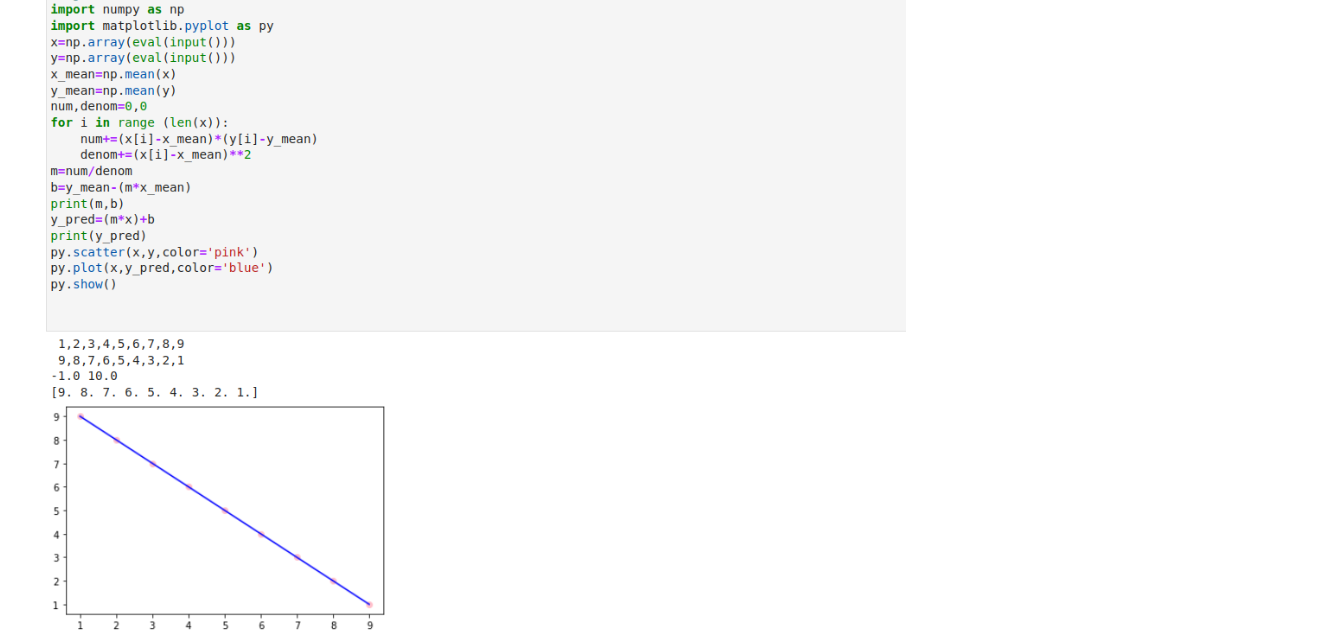 import numpy as np
import matplotlib.pyplot as py
x=np.array(eval(input()))
y=np.array(eval(input()))
x_mean=np.mean(x)
y_mean=np.mean(y)
num,denom=0,0
for i in range (len(x)):
    num+=(x[i]-x_mean)*(y[i]-y_mean)
    denom+=(x[i]-x_mean)**2
m=num/denom
b=y_mean-(m*x_mean)
print(m,b)
y_pred=(m*x)+b
print(y_pred)
py.scatter(x,y,color='pink')
py.plot(x,y_pred,color='blue')
py.show()
1,2,3,4,5,6,7,8,9
9,8,7,6,5,4,3,2,1
-1.0 10.0
[9. 8. 7. 6. 5. 4. 3. 2. 1.]
9
8
7
6
5
4
3
2
1
1 2 3 4 5 6 7 8 9